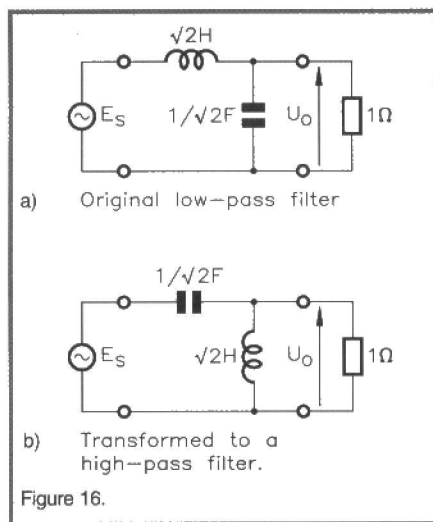 √2H
1/√2F
E_S
U_O
1Ω
a) Original low-pass filter
1/√2F
√2H
E_S
U_O
1Ω
b) Transformed to a
high-pass filter.
Figure 16.